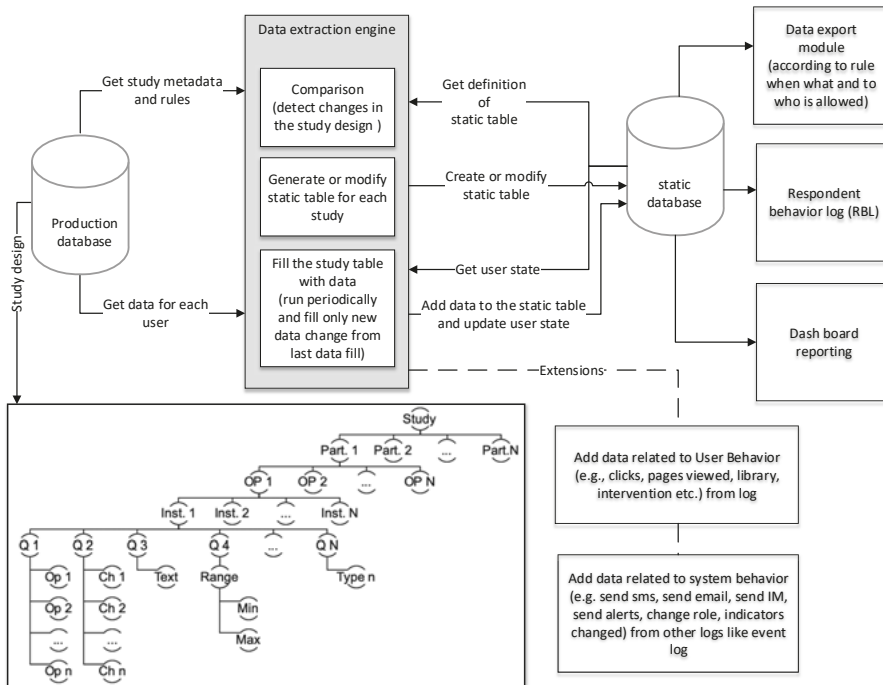 Data extraction engine
Get study metadata
and rules
Comparison
(detect changes in
the study design )
Get definition
of
static table
Data export
module
(according to rule
when what and to
who is allowed)
Production
database
Generate or modify
static table for each
study
Create or modify
static table
static
database
Respondent
behavior log (RBL)
Study design
Get data for each
user
Fill the study table
with data
(run periodically
and fill only new
data change from
last data fill)
Get user state
Add data to the static table
and update user state
Dash board
reporting
Extensions
Study
Part. 1
Part. 2
...
Part.N
OP 1
OP 2
...
OP N
Inst. 1
Inst. 2
...
Inst. N
Q 1
Q 2
Q 3
Q 4
...
Q N
Op 1
Ch 1
Text
Range
Type n
Op 2
Ch 2
Min
...
...
Max
Op n
Ch n
Add data related to User Behavior
(e.g., clicks, pages viewed, library,
intervention etc.) from log
Add data related to system behavior
(e.g. send sms, send email, send IM,
send alerts, change role, indicators
changed) from other logs like event
log